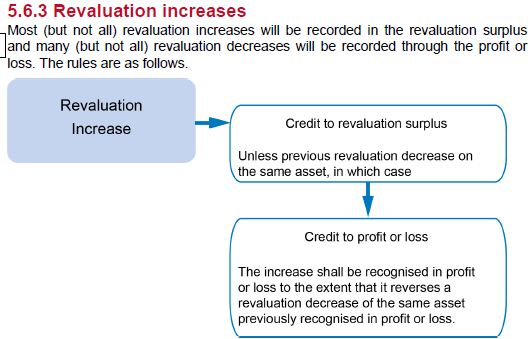 5.6.3 Revaluation increases
Most (but not all) revaluation increases will be recorded in the revaluation surplus
and many (but not all) revaluation decreases will be recorded through the profit or
loss. The rules are as follows.
Revaluation
Increase
Credit to revaluation surplus
Unless previous revaluation decrease on
the same asset, in which case
Credit to profit or loss
The increase shall be recognised in profit
or loss to the extent that it reverses a
revaluation decrease of the same asset
previously recognised in profit or loss.